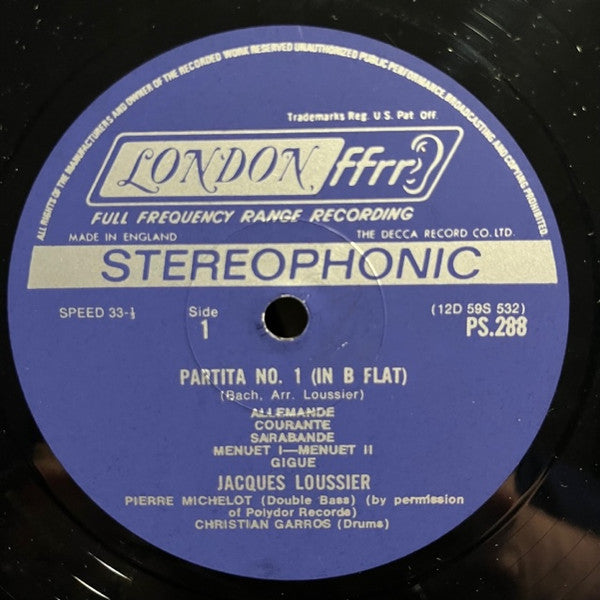 ALL RIGHTS OF THE MANUFACTURERS AND OWNER OF THE RECORDED WORK RESERVED UNAUTHORIZED PUBLIC PERFORMANCE, BROADCASTING AND COPYING PROHIBITED.
Trademarks Reg. U.S. Pat. Off.
LONDON ffrr
FULL FREQUENCY RANGE RECORDING
MADE IN ENGLAND THE DECCA RECORD CO. LTD.
STEREOPHONIC
SPEED 33-⅓ Side (12D 59S 532)
1 PS.288
PARTITA NO. 1 (IN B FLAT)
(Bach, Arr. Loussier)
ALLEMANDE
COURANTE
SARABANDE
MENUET I—MENUET II
GIGUE
JACQUES LOUSSIER
PIERRE MICHELOT (Double Bass) (by permission
of Polydor Records)
CHRISTIAN GARROS (Drums)